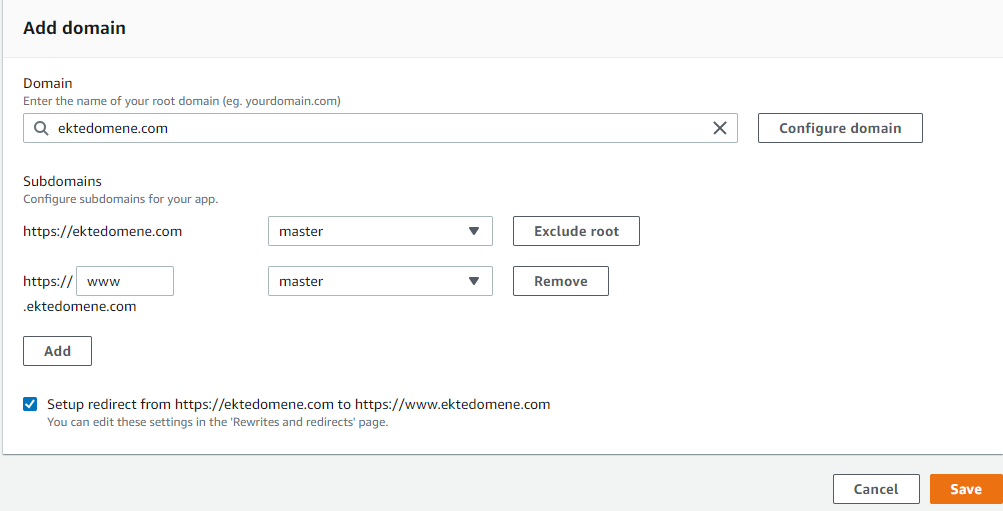 Add domain
Domain
Enter the name of your root domain (eg. yourdomain.com)
ektedomene.com
Configure domain
Subdomains
Configure subdomains for your app.
https://ektedomene.com master Exclude root
https:// www master Remove
.ektedomene.com
Add
Setup redirect from https://ektedomene.com to https://www.ektedomene.com
You can edit these settings in the 'Rewrites and redirects' page.
Cancel Save